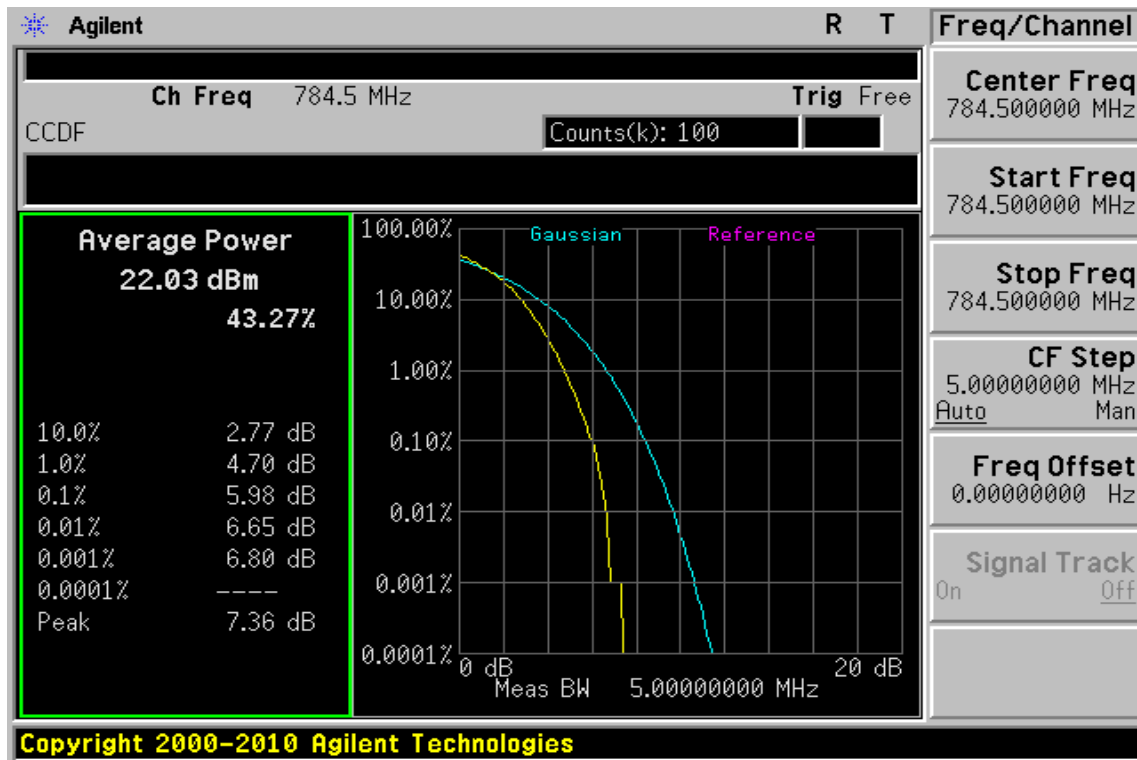 Agilent R T Freq/Channel
Ch Freq 784.5 MHz Trig Free
CCDF Counts(k): 100
Average Power
22.03 dBm
43.27%
10.0% 2.77 dB
1.0% 4.70 dB
0.1% 5.98 dB
0.01% 6.65 dB
0.001% 6.80 dB
0.0001% ----
Peak 7.36 dB
100.00%
Gaussian Reference
10.00%
1.00%
0.10%
0.01%
0.001%
0.0001%
0 dB 20 dB
Meas BW 5.00000000 MHz
Center Freq
784.500000 MHz
Start Freq
784.500000 MHz
Stop Freq
784.500000 MHz
CF Step
5.00000000 MHz
Auto Man
Freq Offset
0.00000000 Hz
Signal Track
On Off
Copyright 2000-2010 Agilent Technologies